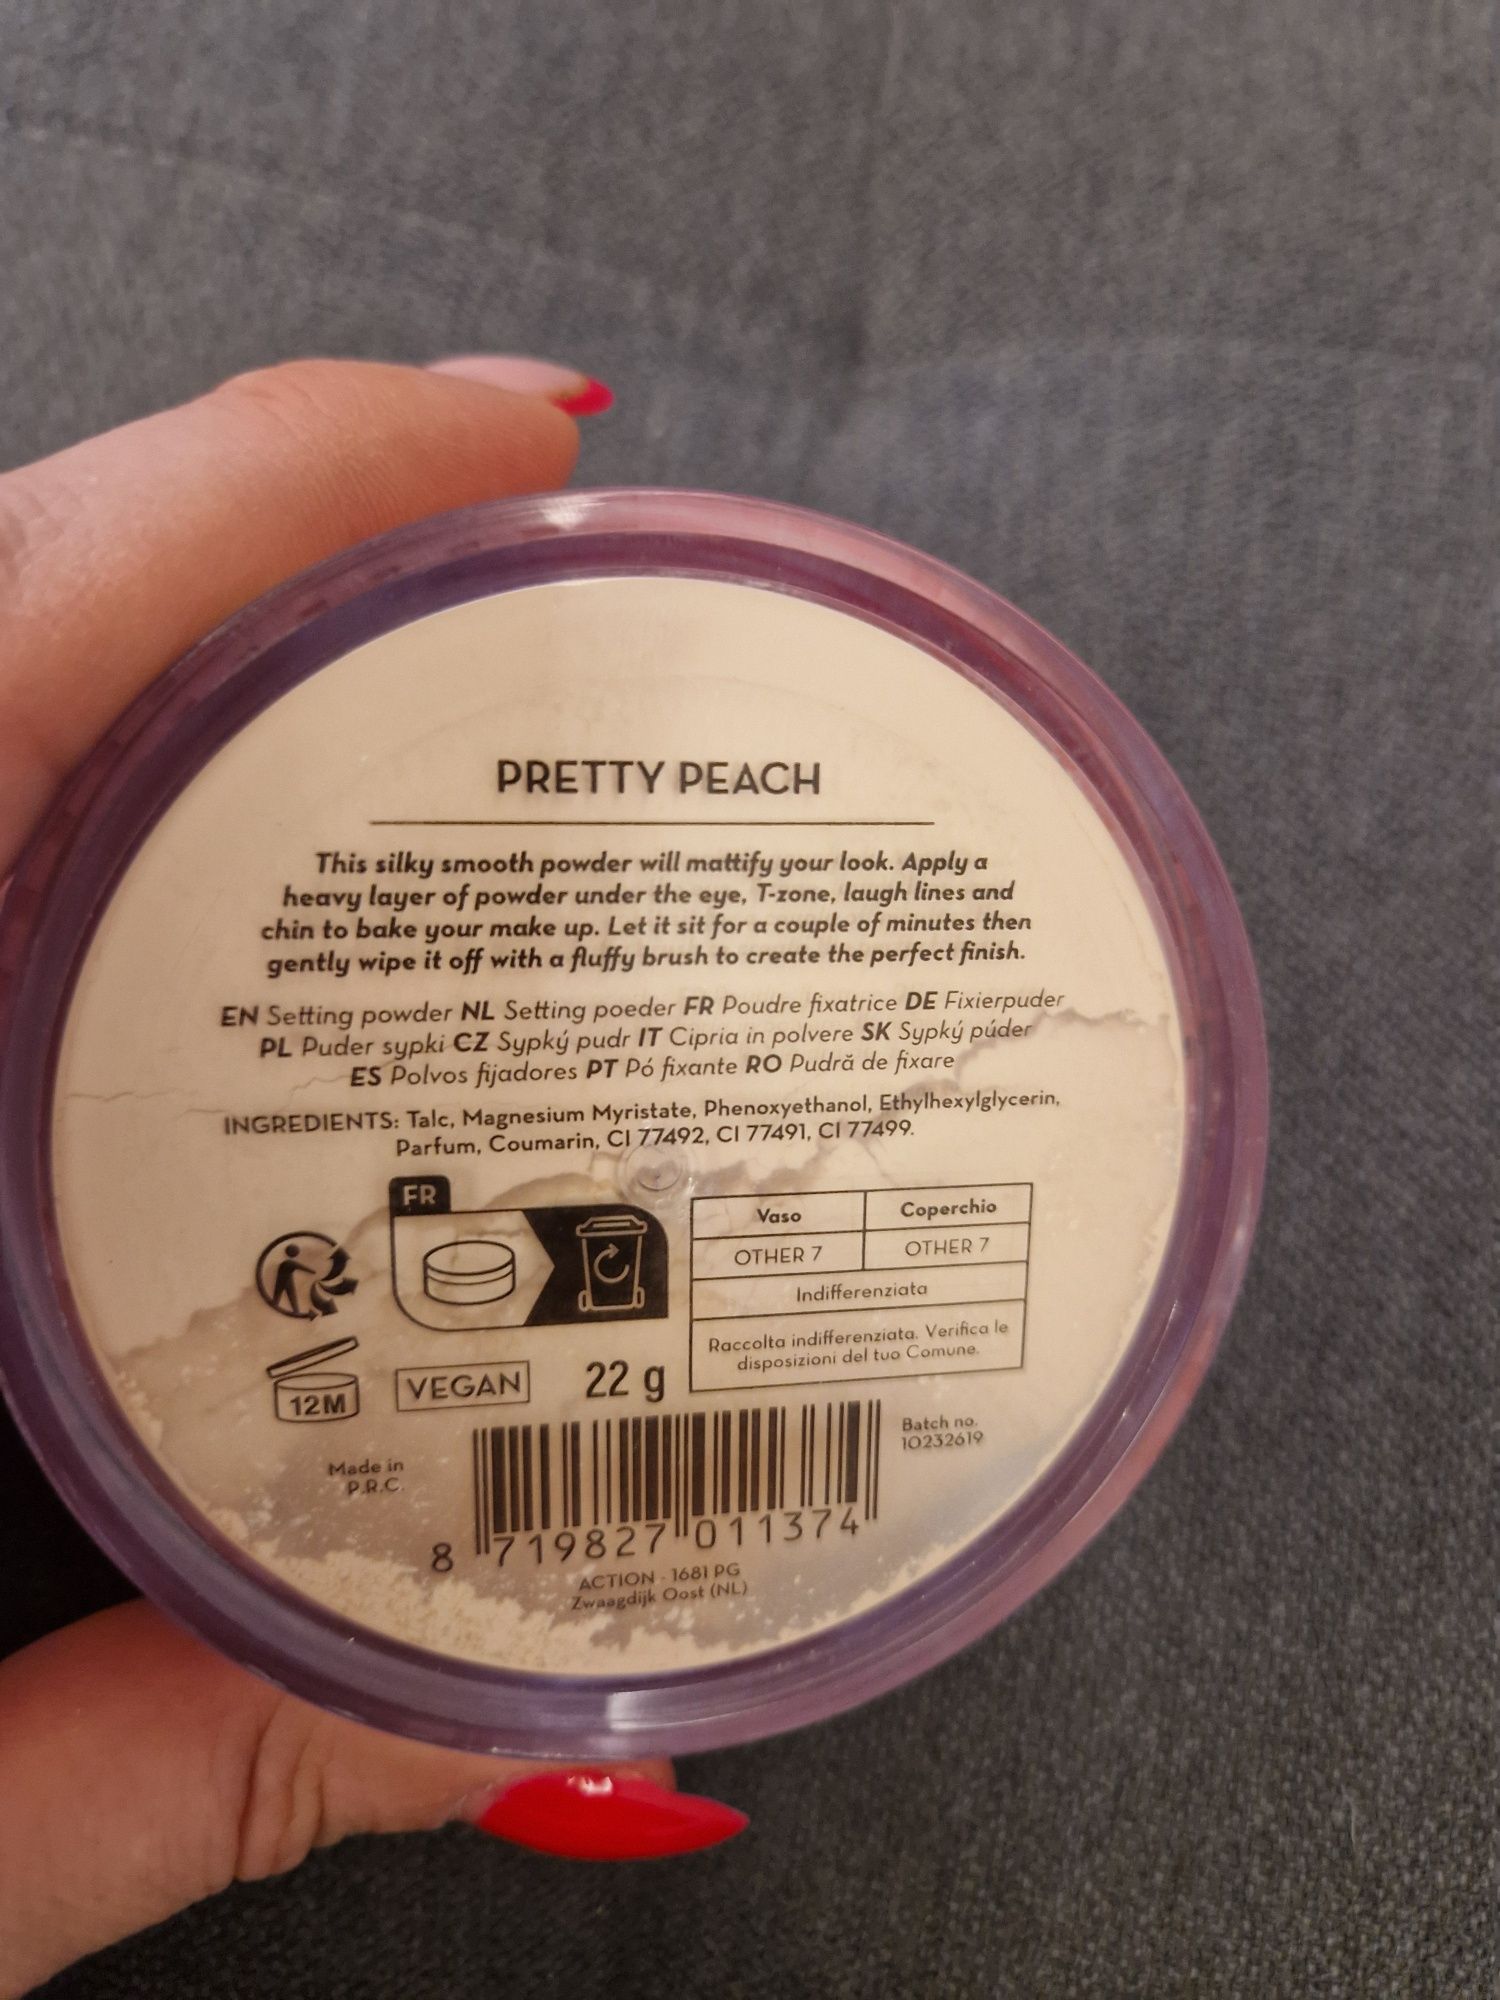 PRETTY PEACH
This silky smooth powder will mattify your look. Apply a
heavy layer of powder under the eye, T-zone, laugh lines and
chin to bake your make up. Let it sit for a couple of minutes then
gently wipe it off with a fluffy brush to create the perfect finish.
EN Setting powder NL Setting poeder FR Poudre fixatrice DE Fixierpuder
PL Puder sypki CZ Sypký pudr IT Cipria in polvere SK Sypký púder
ES Polvos fijadores PT Pó fixante RO Pudră de fixare
INGREDIENTS: Talc, Magnesium Myristate, Phenoxyethanol, Ethylhexylglycerin,
Parfum, Coumarin, CI 77492, CI 77491, CI 77499.
FR
Vaso Coperchio
OTHER 7 OTHER 7
Indifferenziata
Raccolta indifferenziata. Verifica le
disposizioni del tuo Comune.
12M
VEGAN
22 g
Made in
P.R.C.
Batch no.
10232619
8 719827 011374
ACTION - 1681 PG
Zwaagdijk Oost (NL)